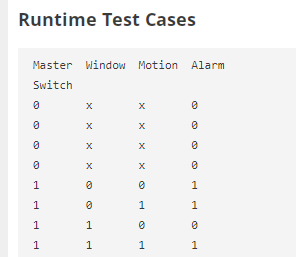 Runtime Test Cases
Master Window Motion Alarm
Switch
0 x x 0
0 x x 0
0 x x 0
0 x x 0
1 0 0 1
1 0 1 1
1 1 0 0
1 1 1 1